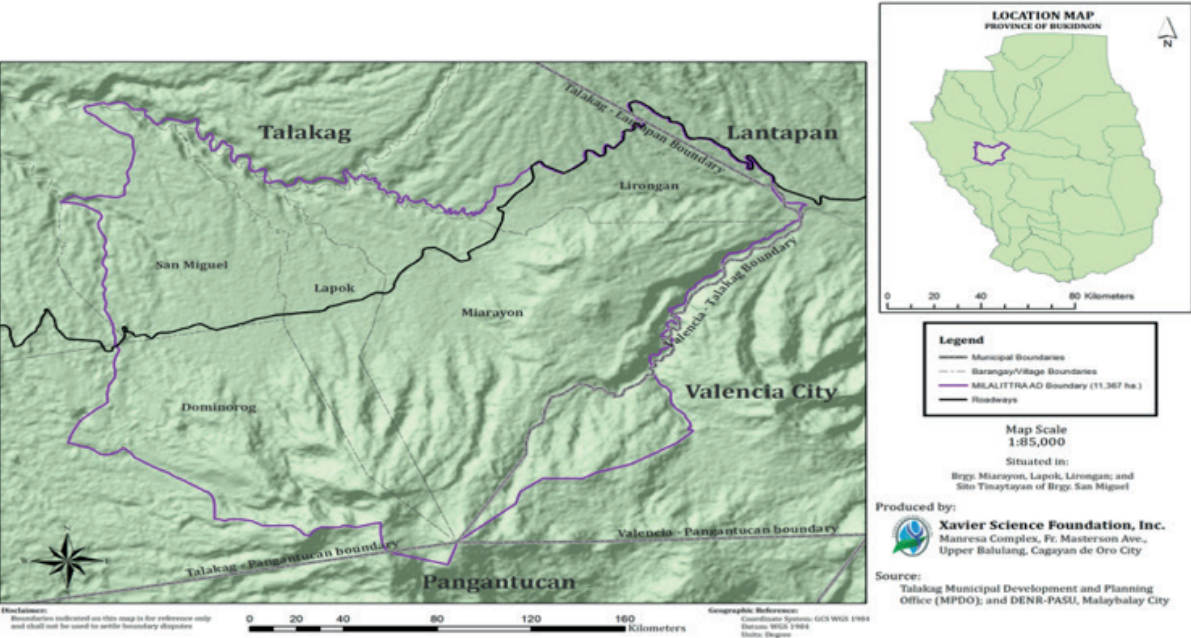 LOCATION MAP
PROVINCE OF BUKIDNON
N
0 20 40 80 Kilometers
Talakag
Lantapan
Talakag - Lantapan Boundary
Lirongan
San Miguel
Lapok
Miarayon
Valencia - Talakag Boundary
Dominorog
Valencia City
Valencia - Pangantucan boundary
Talakag - Pangantucan boundary
Pangantucan
Legend
Municipal Boundaries
Barangay/Village Boundaries
MILALITTRA AD Boundary (11,367 ha.)
Roadways
Map Scale
1:85,000
Situated in:
Brgy. Miarayon, Lapok, Lirongan; and
Sito Tinaytayan of Brgy. San Miguel
Produced by:
Xavier Science Foundation, Inc.
Manresa Complex, Fr. Masterson Ave.,
Upper Balulang, Cagayan de Oro City
Source:
Talakag Municipal Development and Planning
Office (MPDO); and DENR-PASU, Malaybalay City
Disclaimer:
Boundaries indicated on this map is for reference only
and shall not be used to settle boundary disputes
0 20 40 80 120 160
Kilometers
Geographic Reference:
Coordinate System: GCS WGS 1984
Datum: WGS 1984
Units: Degree